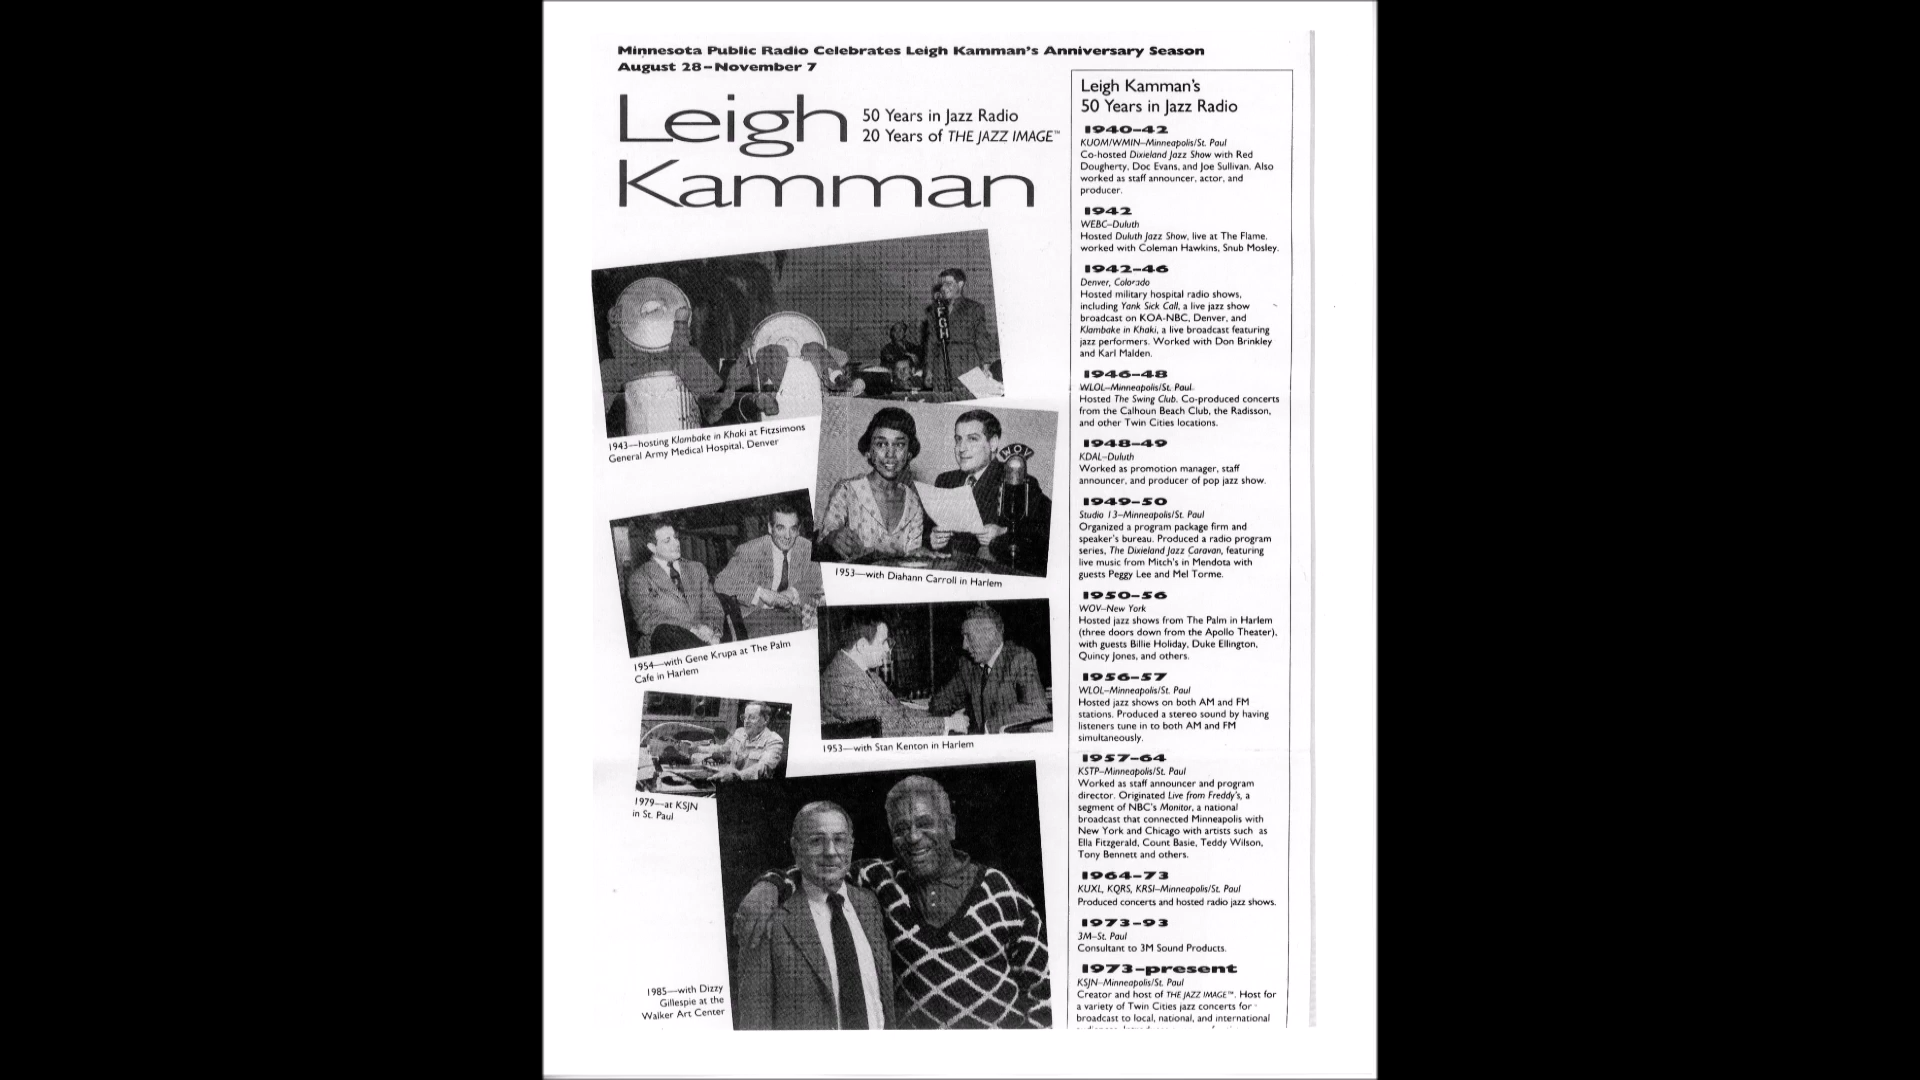 Minnesota Public Radio Celebrates Leigh Kamman's Anniversary Season
August 28–November 7
Leigh
Kamman
50 Years in Jazz Radio
20 Years of THE JAZZ IMAGE™
FGH
1943—hosting Klambake in Khaki at Fitzsimons
General Army Medical Hospital, Denver
WOV
1953—with Diahann Carroll in Harlem
1954—with Gene Krupa at The Palm
Cafe in Harlem
1953—with Stan Kenton in Harlem
1979—at KSJN
in St. Paul
1985—with Dizzy
Gillespie at the
Walker Art Center
Leigh Kamman's
50 Years in Jazz Radio
1940–42
KUOM/WMIN–Minneapolis/St. Paul
Co-hosted Dixieland Jazz Show with Red
Dougherty, Doc Evans, and Joe Sullivan. Also
worked as staff announcer, actor, and
producer.
1942
WEBC–Duluth
Hosted Duluth Jazz Show, live at The Flame,
worked with Coleman Hawkins, Snub Mosley.
1942–46
Denver, Colorado
Hosted military hospital radio shows,
including Yank Sick Call, a live jazz show
broadcast on KOA-NBC, Denver, and
Klambake in Khaki, a live broadcast featuring
jazz performers. Worked with Don Brinkley
and Karl Malden.
1946–48
WLOL–Minneapolis/St. Paul
Hosted The Swing Club. Co-produced concerts
from the Calhoun Beach Club, the Radisson,
and other Twin Cities locations.
1948–49
KDAL–Duluth
Worked as promotion manager, staff
announcer, and producer of pop jazz show.
1949–50
Studio 13–Minneapolis/St. Paul
Organized a program package firm and
speaker's bureau. Produced a radio program
series, The Dixieland Jazz Caravan, featuring
live music from Mitch's in Mendota with
guests Peggy Lee and Mel Torme.
1950–56
WOV–New York
Hosted jazz shows from The Palm in Harlem
(three doors down from the Apollo Theater),
with guests Billie Holiday, Duke Ellington,
Quincy Jones, and others.
1956–57
WLOL–Minneapolis/St. Paul
Hosted jazz shows on both AM and FM
stations. Produced a stereo sound by having
listeners tune in to both AM and FM
simultaneously.
1957–64
KSTP–Minneapolis/St. Paul
Worked as staff announcer and program
director. Originated Live from Freddy's, a
segment of NBC's Monitor, a national
broadcast that connected Minneapolis with
New York and Chicago with artists such as
Ella Fitzgerald, Count Basie, Teddy Wilson,
Tony Bennett and others.
1964–73
KUXL, KQRS, KRSI–Minneapolis/St. Paul
Produced concerts and hosted radio jazz shows.
1973–93
3M–St. Paul
Consultant to 3M Sound Products.
1973–present
KSJN–Minneapolis/St. Paul
Creator and host of THE JAZZ IMAGE™. Host for
a variety of Twin Cities jazz concerts for
broadcast to local, national, and international